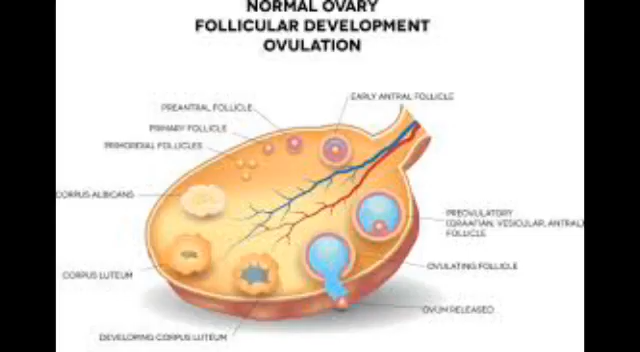 NORMAL OVARY
FOLLICULAR DEVELOPMENT
OVULATION
EARLY ANTRAL FOLLICLE
PREANTRAL FOLLICLE
PRIMARY FOLLICLE
PRIMORDIAL FOLLICLES
CORPUS ALBICANS
PREOVULATORY
(GRAAFIAN, VESICULAR, ANTRAL)
FOLLICLE
OVULATING FOLLICLE
CORPUS LUTEUM
OVUM RELEASED
DEVELOPING CORPUS LUTEUM